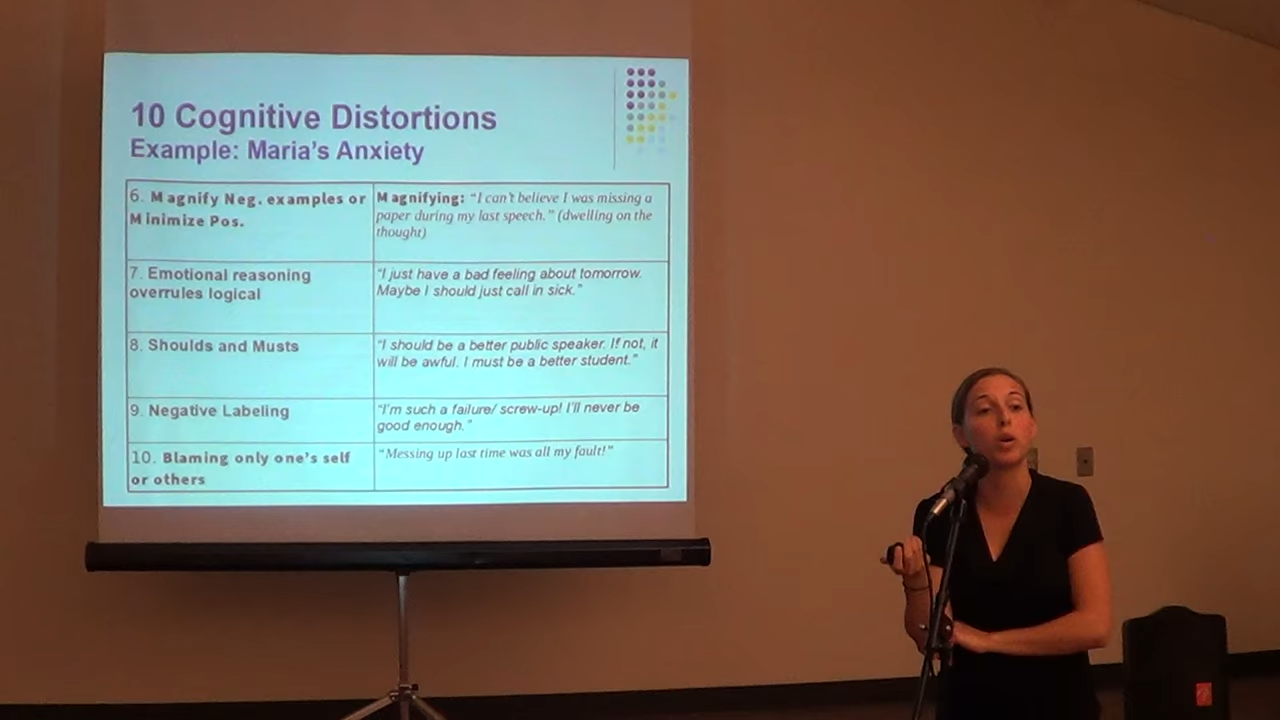 10 Cognitive Distortions
Example: Maria's Anxiety
6. Magnify Neg. examples or
Minimize Pos.
Magnifying: "I can't believe I was missing a
paper during my last speech." (dwelling on the
thought)
7. Emotional reasoning
overrules logical
"I just have a bad feeling about tomorrow.
Maybe I should just call in sick."
8. Shoulds and Musts
"I should be a better public speaker. If not, it
will be awful. I must be a better student."
9. Negative Labeling
"I'm such a failure/ screw-up! I'll never be
good enough."
10. Blaming only one's self
or others
"Messing up last time was all my fault!"